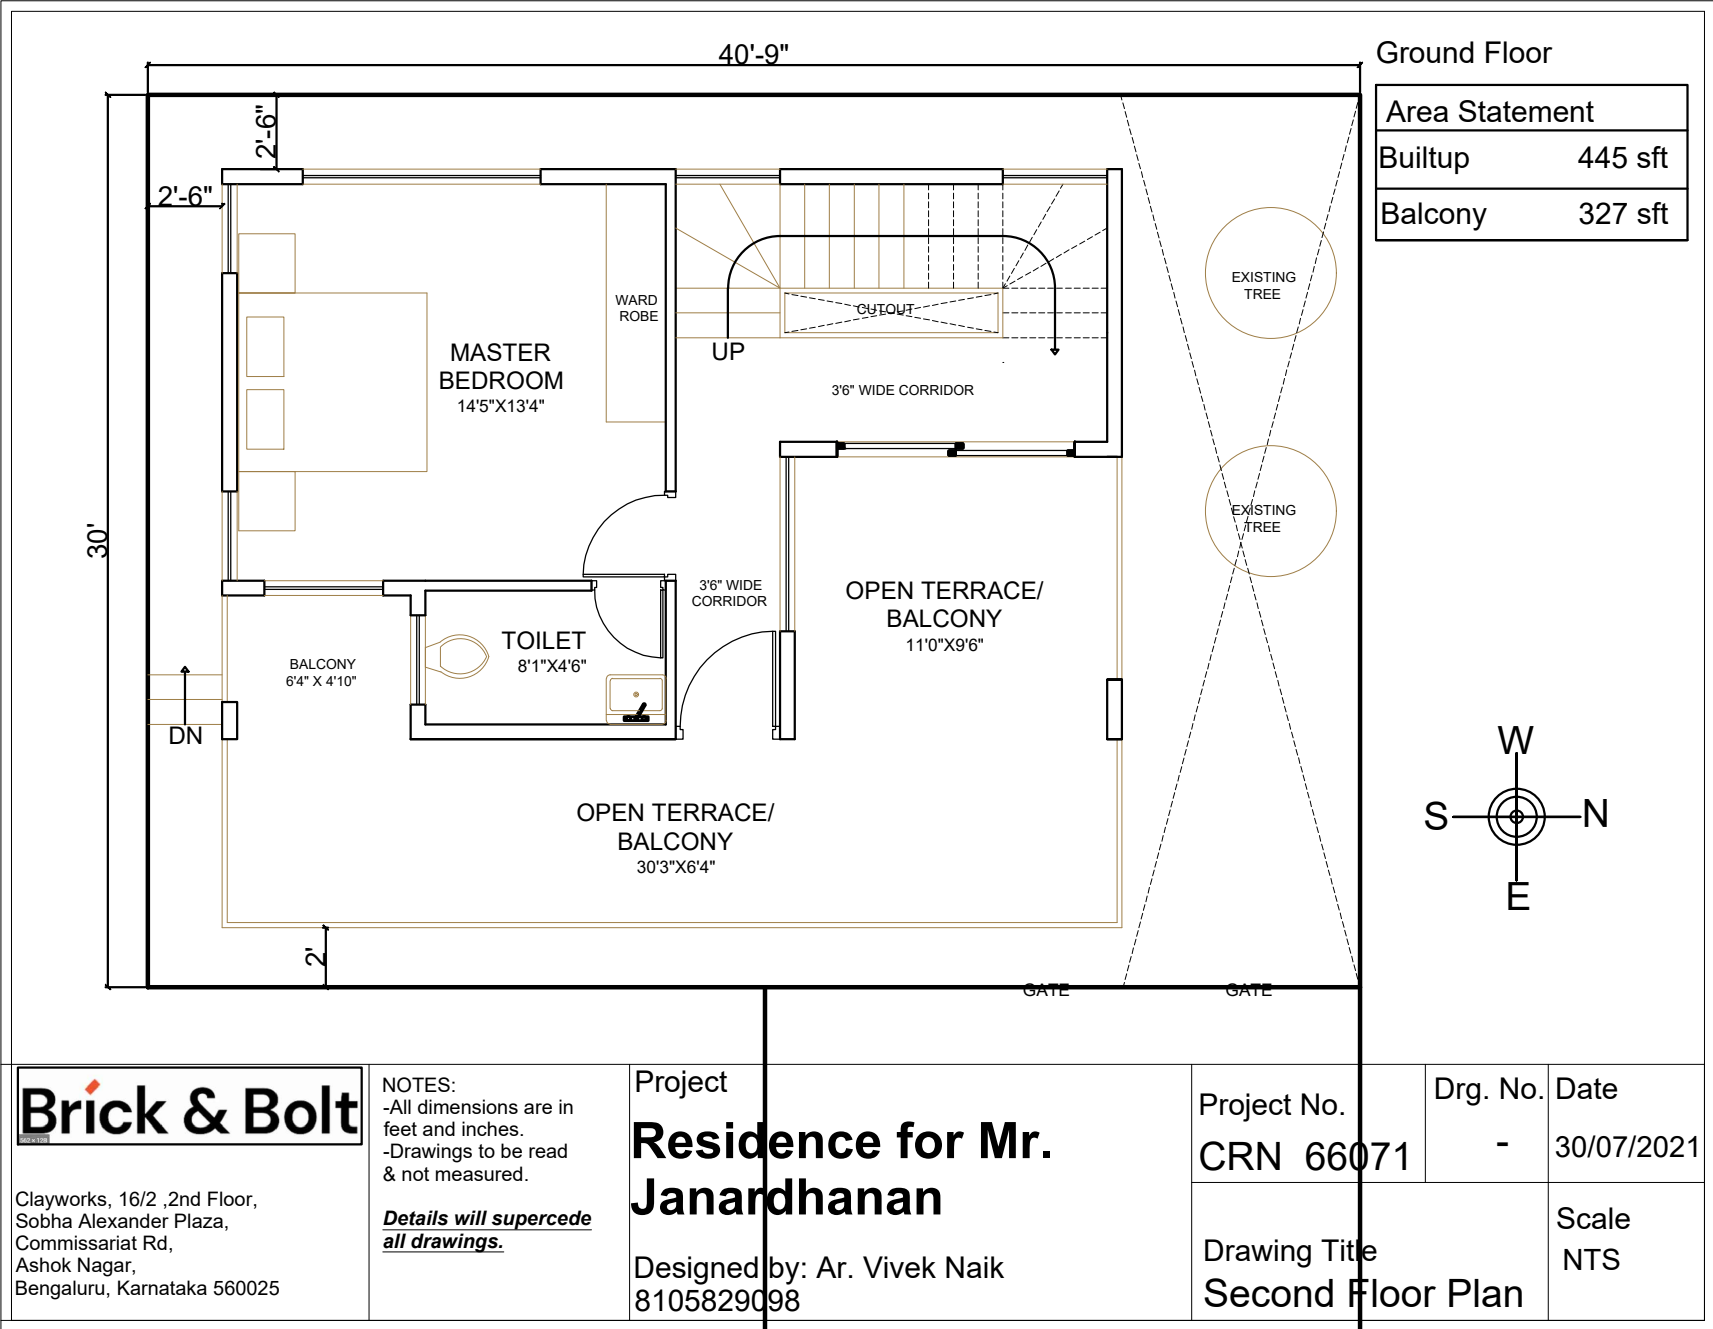 40'-9"
Ground Floor
Area Statement
Builtup 445 sft
Balcony 327 sft
2'-6"
2'-6"
30'
WARD
ROBE
CUTOUT
UP
MASTER
BEDROOM
14'5"X13'4"
3'6" WIDE CORRIDOR
EXISTING
TREE
EXISTING
TREE
3'6" WIDE
CORRIDOR
OPEN TERRACE/
BALCONY
11'0"X9'6"
TOILET
8'1"X4'6"
BALCONY
6'4" X 4'10"
DN
OPEN TERRACE/
BALCONY
30'3"X6'4"
2'
GATE
GATE
W
S
N
E
Brick & Bolt
Clayworks, 16/2 ,2nd Floor,
Sobha Alexander Plaza,
Commissariat Rd,
Ashok Nagar,
Bengaluru, Karnataka 560025
NOTES:
-All dimensions are in
feet and inches.
-Drawings to be read
& not measured.
Details will supercede
all drawings.
Project
Residence for Mr.
Janardhanan
Designed by: Ar. Vivek Naik
8105829098
Project No.
CRN 66071
Drg. No.
-
Date
30/07/2021
Drawing Title
Second Floor Plan
Scale
NTS